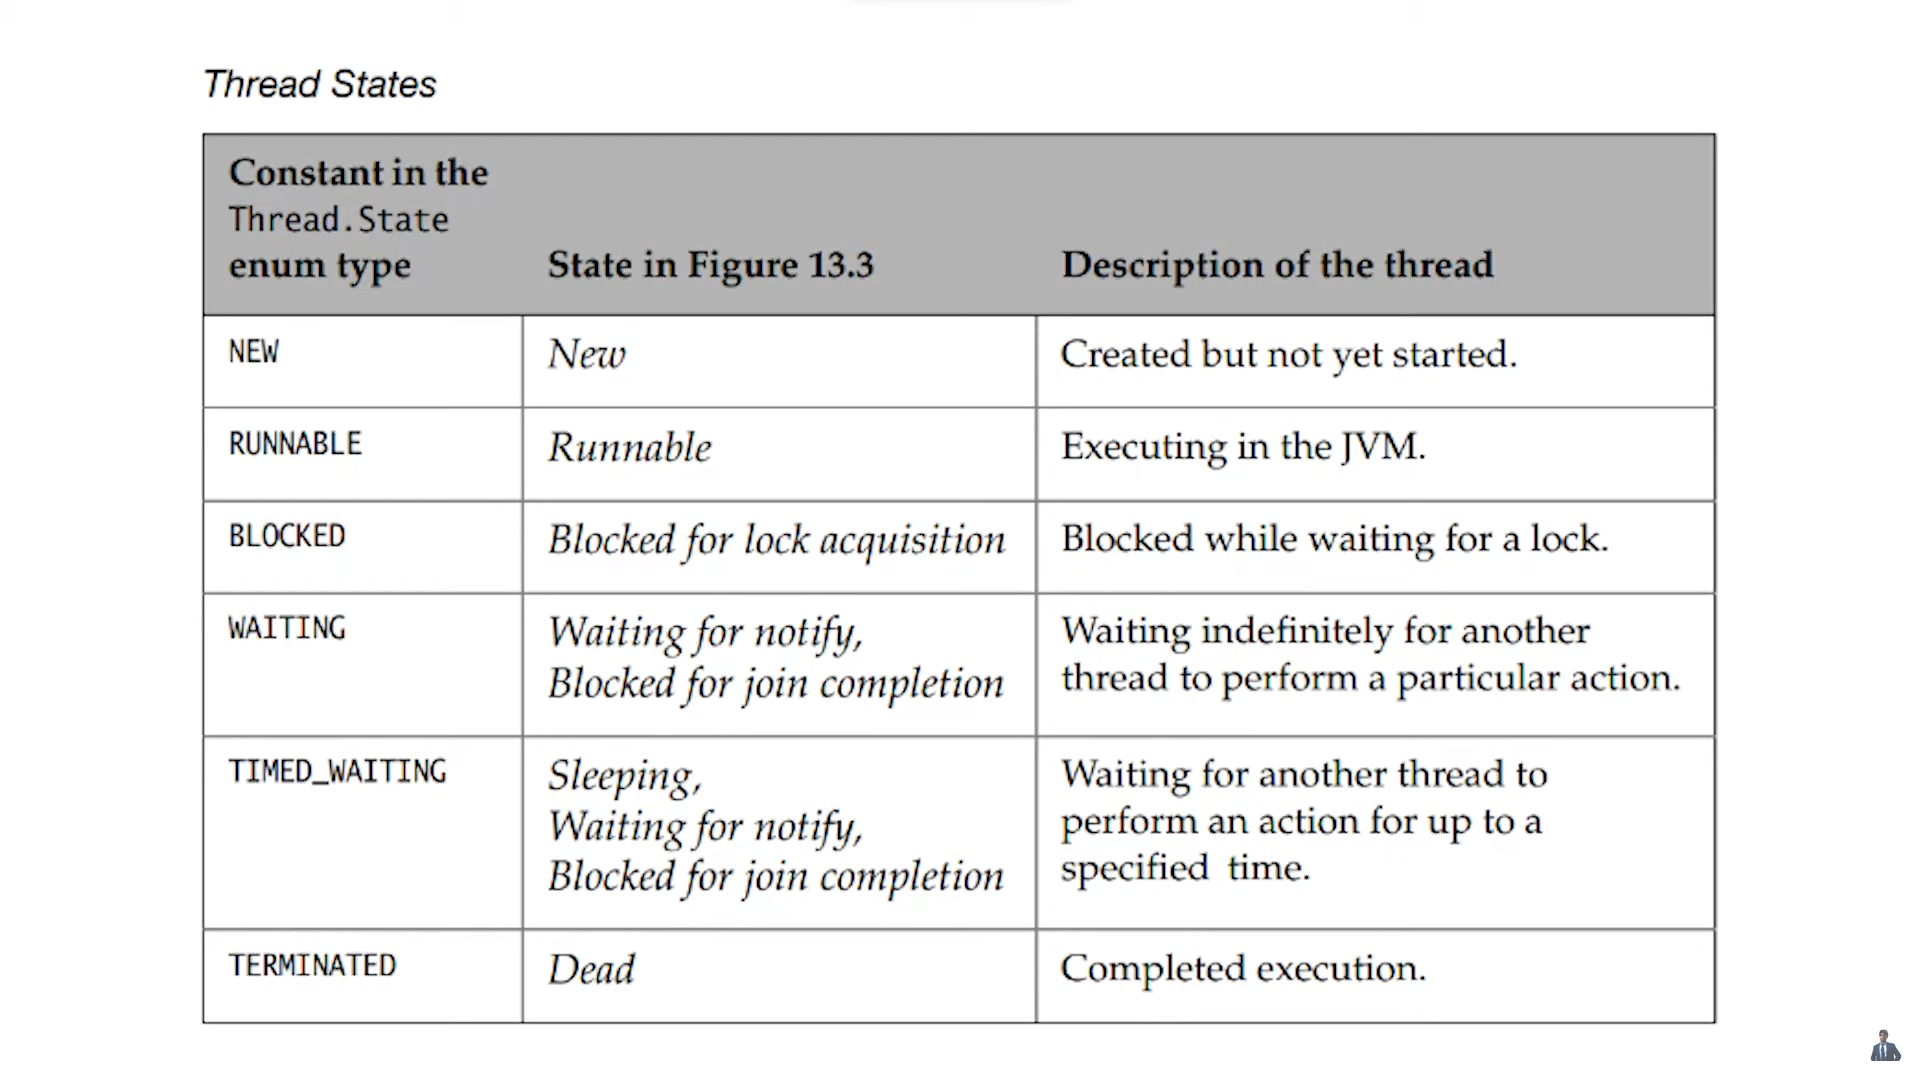 Thread States
Constant in the
Thread.State
enum type
State in Figure 13.3
Description of the thread
NEW
New
Created but not yet started.
RUNNABLE
Runnable
Executing in the JVM.
BLOCKED
Blocked for lock acquisition
Blocked while waiting for a lock.
WAITING
Waiting for notify,
Blocked for join completion
Waiting indefinitely for another
thread to perform a particular action.
TIMED_WAITING
Sleeping,
Waiting for notify,
Blocked for join completion
Waiting for another thread to
perform an action for up to a
specified time.
TERMINATED
Dead
Completed execution.